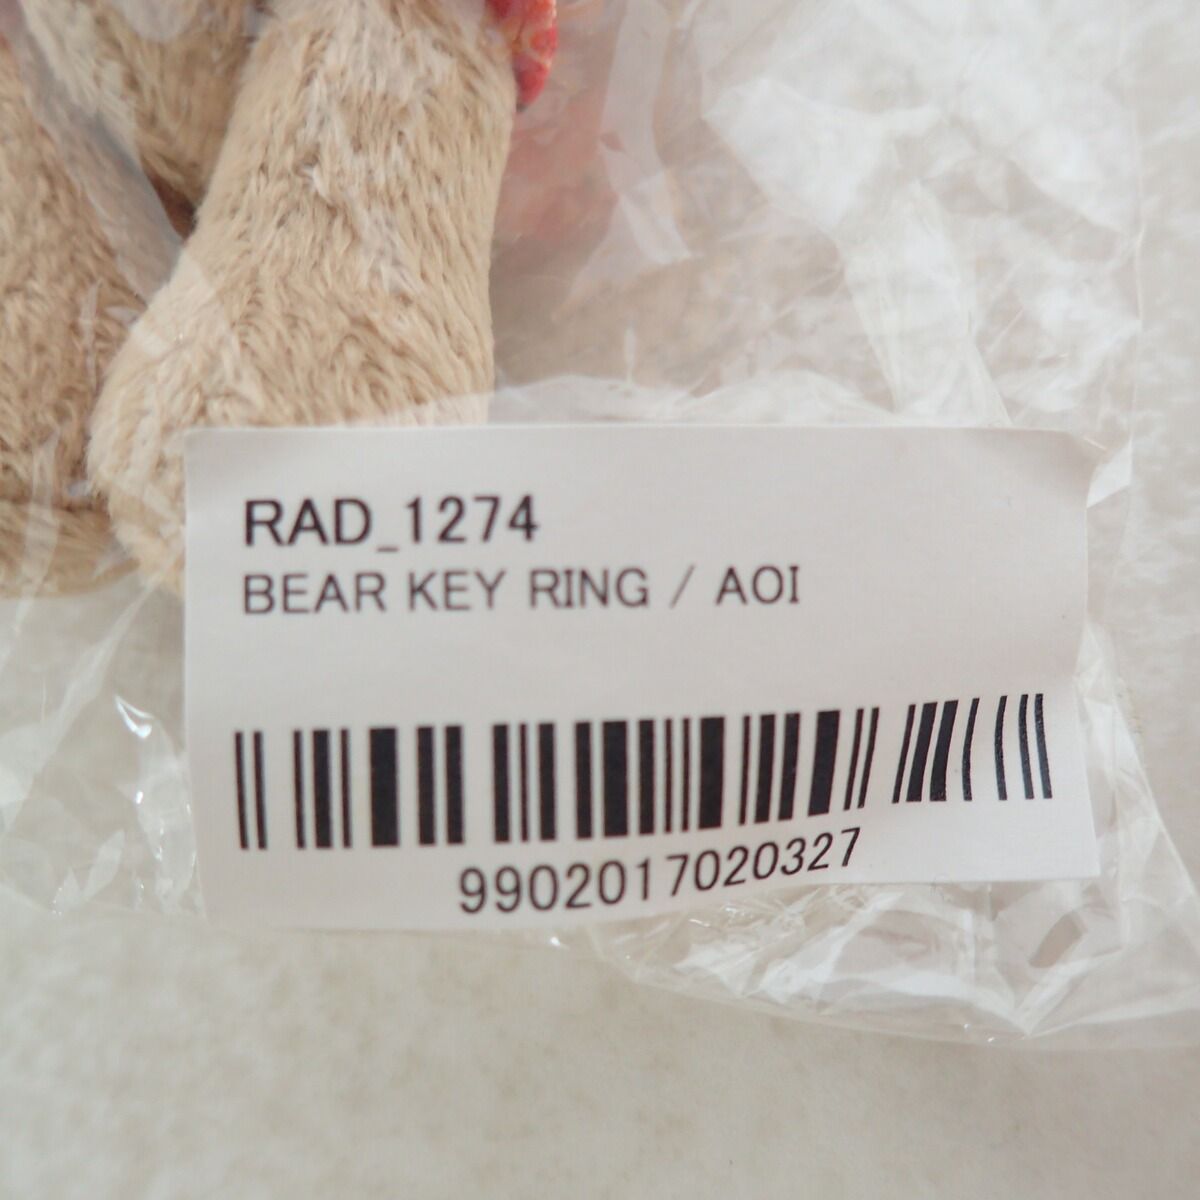 RAD_1274
BEAR KEY RING / AOI
9902017020327